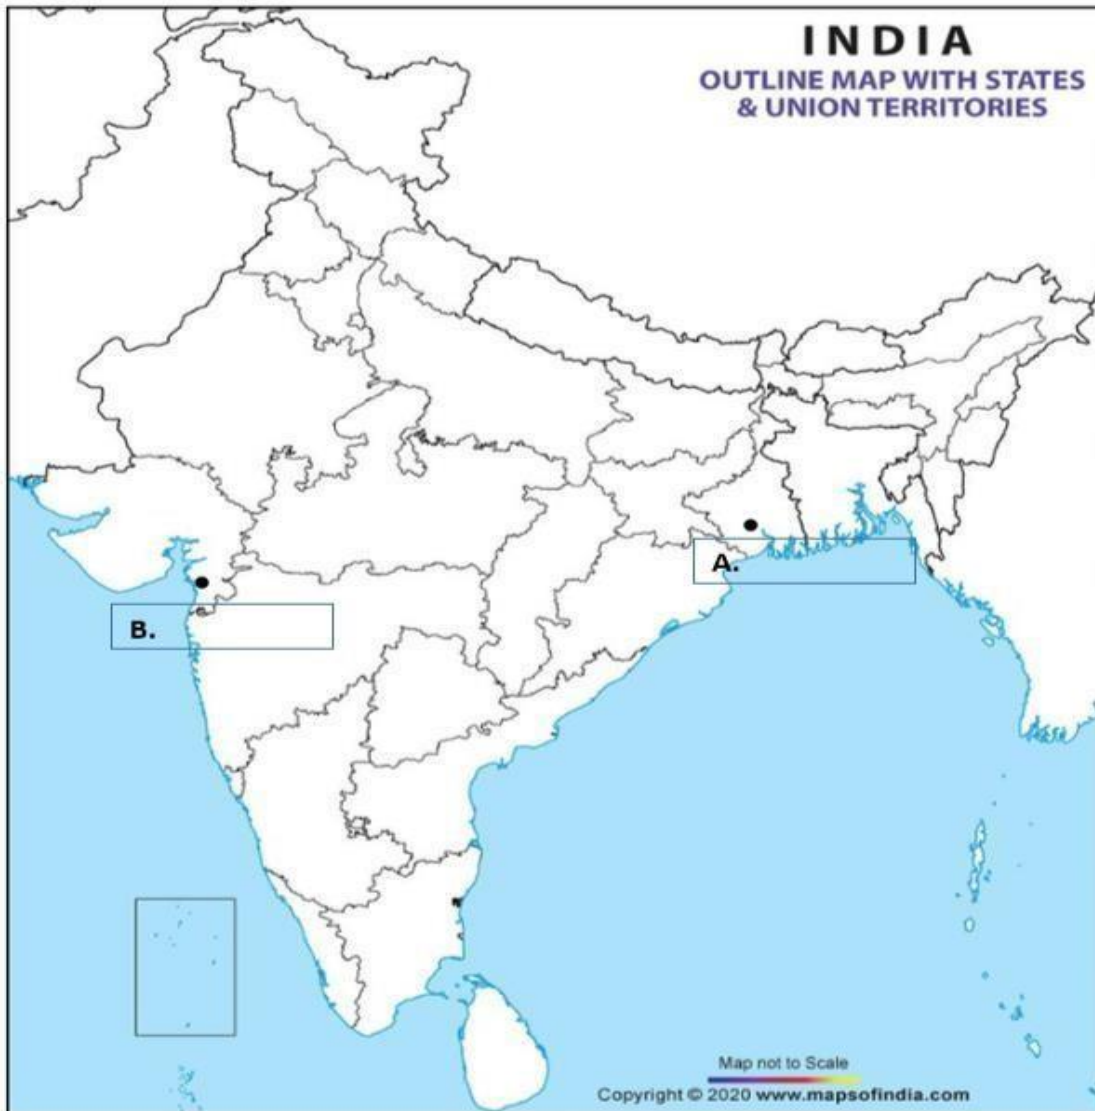 INDIA
OUTLINE MAP WITH STATES
& UNION TERRITORIES
A.
B.
Map not to Scale
Copyright © 2020 www.mapsofindia.com